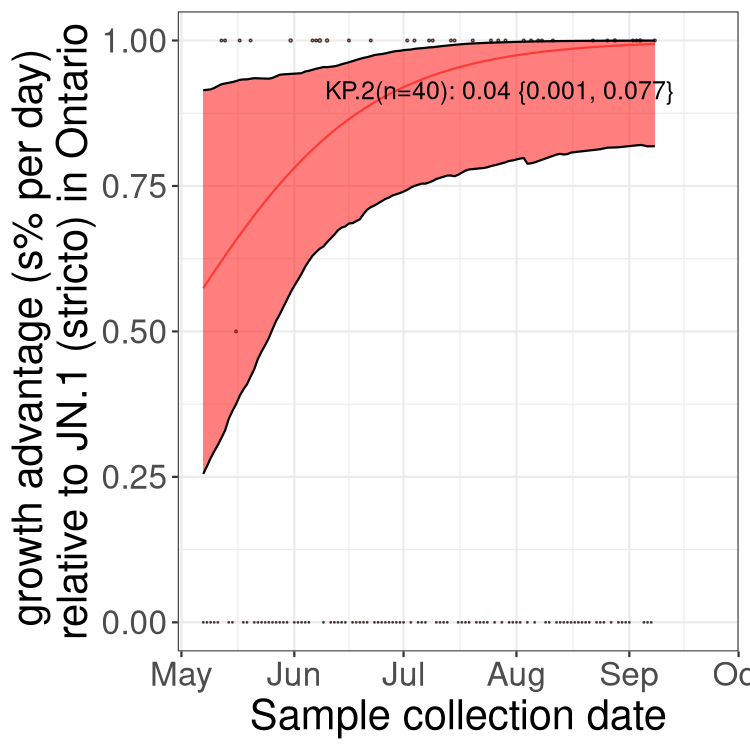 growth advantage (s% per day)
relative to JN.1 (stricto) in Ontario
1.00
0.75
0.50
0.25
0.00
KP.2(n=40): 0.04 {0.001, 0.077}
May Jun Jul Aug Sep Oc
Sample collection date